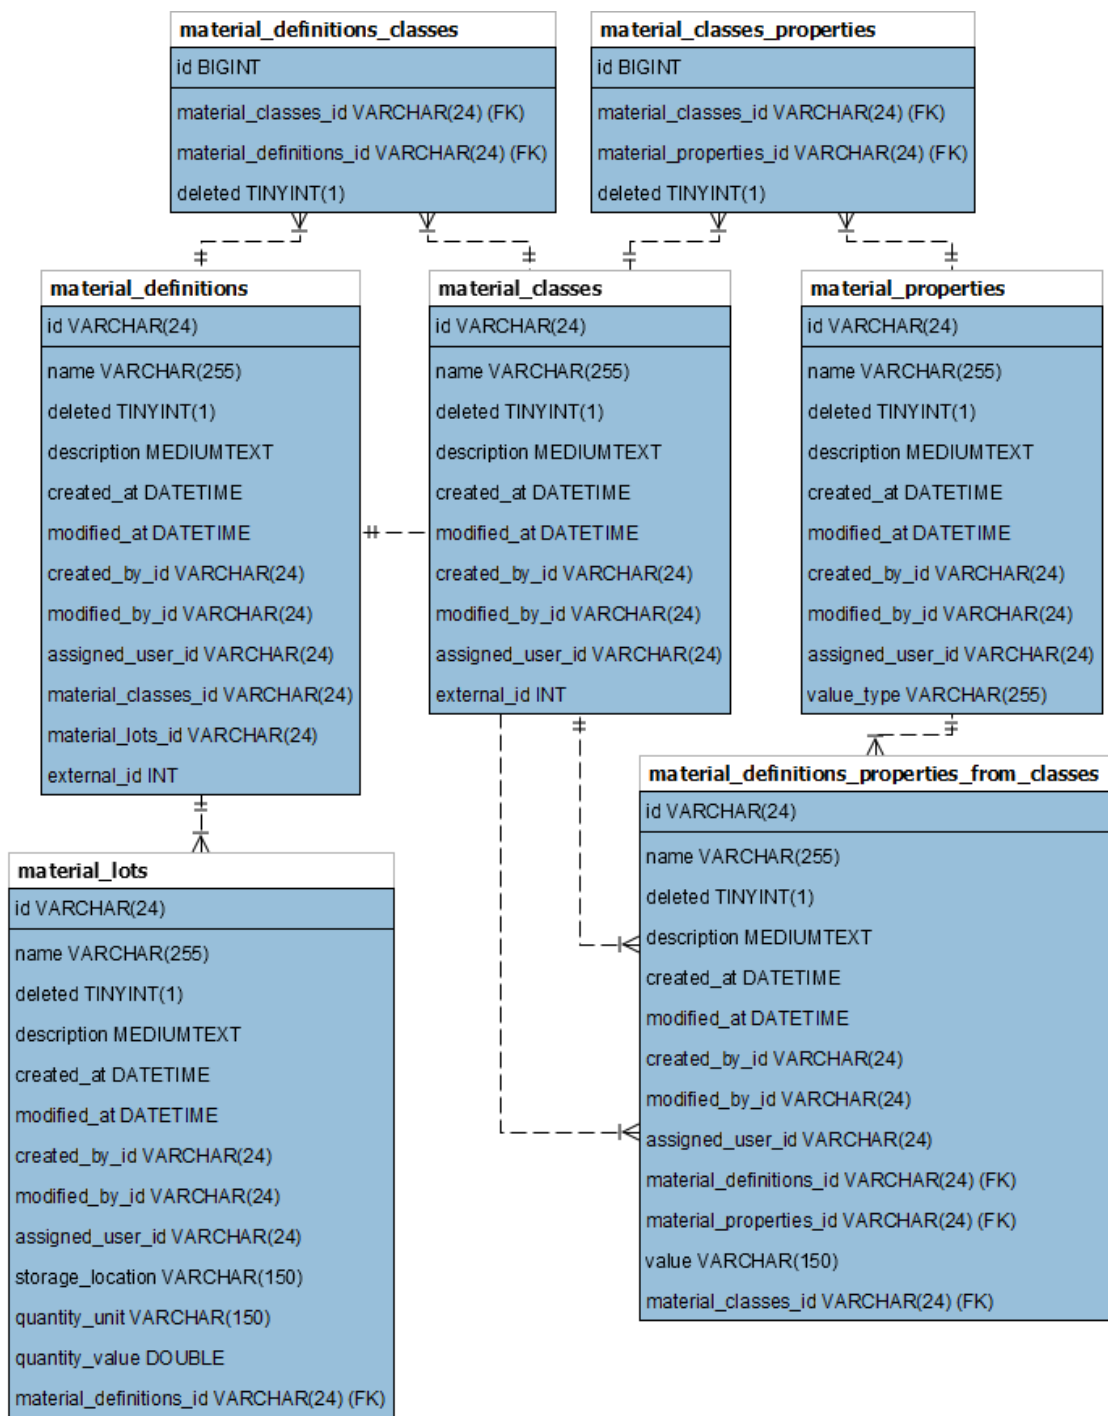 material_definitions_classes
id BIGINT
material_classes_id VARCHAR(24) (FK)
material_definitions_id VARCHAR(24) (FK)
deleted TINYINT(1)
material_classes_properties
id BIGINT
material_classes_id VARCHAR(24) (FK)
material_properties_id VARCHAR(24) (FK)
deleted TINYINT(1)
material_definitions
id VARCHAR(24)
name VARCHAR(255)
deleted TINYINT(1)
description MEDIUMTEXT
created_at DATETIME
modified_at DATETIME
created_by_id VARCHAR(24)
modified_by_id VARCHAR(24)
assigned_user_id VARCHAR(24)
material_classes_id VARCHAR(24)
material_lots_id VARCHAR(24)
external_id INT
material_classes
id VARCHAR(24)
name VARCHAR(255)
deleted TINYINT(1)
description MEDIUMTEXT
created_at DATETIME
modified_at DATETIME
created_by_id VARCHAR(24)
modified_by_id VARCHAR(24)
assigned_user_id VARCHAR(24)
external_id INT
material_properties
id VARCHAR(24)
name VARCHAR(255)
deleted TINYINT(1)
description MEDIUMTEXT
created_at DATETIME
modified_at DATETIME
created_by_id VARCHAR(24)
modified_by_id VARCHAR(24)
assigned_user_id VARCHAR(24)
value_type VARCHAR(255)
material_lots
id VARCHAR(24)
name VARCHAR(255)
deleted TINYINT(1)
description MEDIUMTEXT
created_at DATETIME
modified_at DATETIME
created_by_id VARCHAR(24)
modified_by_id VARCHAR(24)
assigned_user_id VARCHAR(24)
storage_location VARCHAR(150)
quantity_unit VARCHAR(150)
quantity_value DOUBLE
material_definitions_id VARCHAR(24) (FK)
material_definitions_properties_from_classes
id VARCHAR(24)
name VARCHAR(255)
deleted TINYINT(1)
description MEDIUMTEXT
created_at DATETIME
modified_at DATETIME
created_by_id VARCHAR(24)
modified_by_id VARCHAR(24)
assigned_user_id VARCHAR(24)
material_definitions_id VARCHAR(24) (FK)
material_properties_id VARCHAR(24) (FK)
value VARCHAR(150)
material_classes_id VARCHAR(24) (FK)